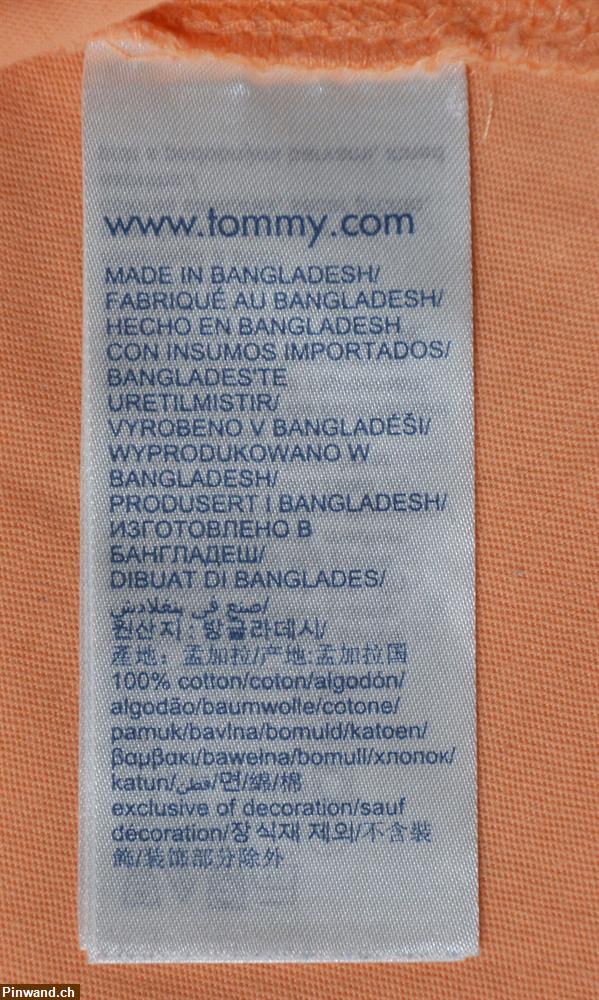 www.tommy.com
MADE IN BANGLADESH/
FABRIQUÉ AU BANGLADESH/
HECHO EN BANGLADESH
CON INSUMOS IMPORTADOS/
BANGLADES'TE
URETILMISTIR/
VYROBENO V BANGLADÉŠI/
WYPRODUKOWANO W
BANGLADESH/
PRODUSERT I BANGLADESH/
ИЗГОТОВЛЕНО В
БАНГЛАДЕШ/
DIBUAT DI BANGLADES/
صنع في بنغلادش/
원산지 : 방글라데시/
產地：孟加拉/产地:孟加拉国
100% cotton/coton/algodón/
algodão/baumwolle/cotone/
pamuk/bavlna/bomuld/katoen/
βαμβακι/bawełna/bomull/хлопок/
katun/قطن/면/綿/棉
exclusive of decoration/sauf
décoration/장식재 제외/不含裝
飾/装饰部分除外
Pinwand.ch